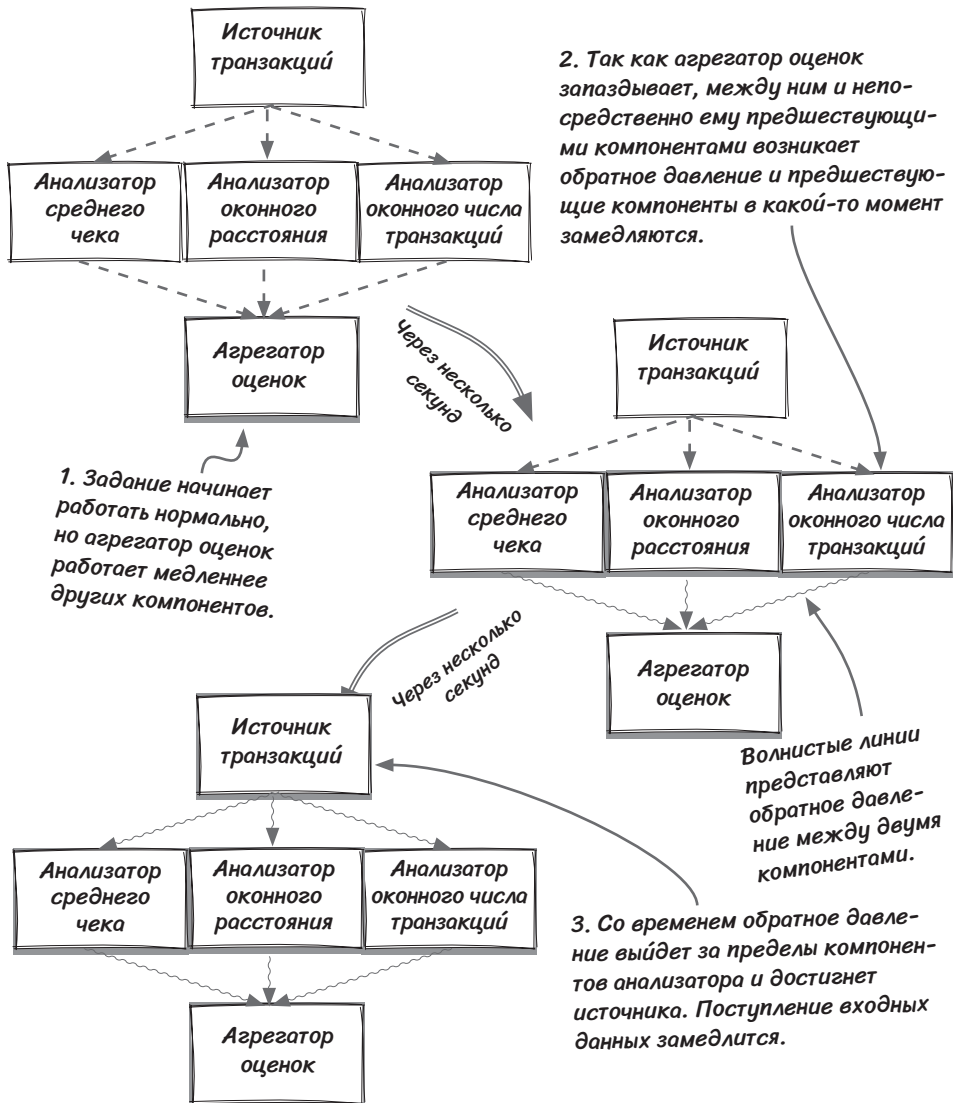 Источник
транзакций
Анализатор
среднего
чека
Анализатор
оконного
расстояния
Анализатор
оконного числа
транзакций
Агрегатор
оценок
1. Задание начинает
работать нормально,
но агрегатор оценок
работает медленнее
других компонентов.
Через несколько
секунд
2. Так как агрегатор оценок
запаздывает, между ним и непо-
средственно ему предшествующи-
ми компонентами возникает
обратное давление и предшествую-
щие компоненты в какой-то момент
замедляются.
Источник
транзакций
Анализатор
среднего
чека
Анализатор
оконного
расстояния
Анализатор
оконного числа
транзакций
Агрегатор
оценок
Волнистые линии
представляют
обратное давле-
ние между двумя
компонентами.
Через несколько
секунд
Источник
транзакций
Анализатор
среднего
чека
Анализатор
оконного
расстояния
Анализатор
оконного числа
транзакций
Агрегатор
оценок
3. Со временем обратное давле-
ние выйдет за пределы компонен-
тов анализатора и достигнет
источника. Поступление входных
данных замедлится.